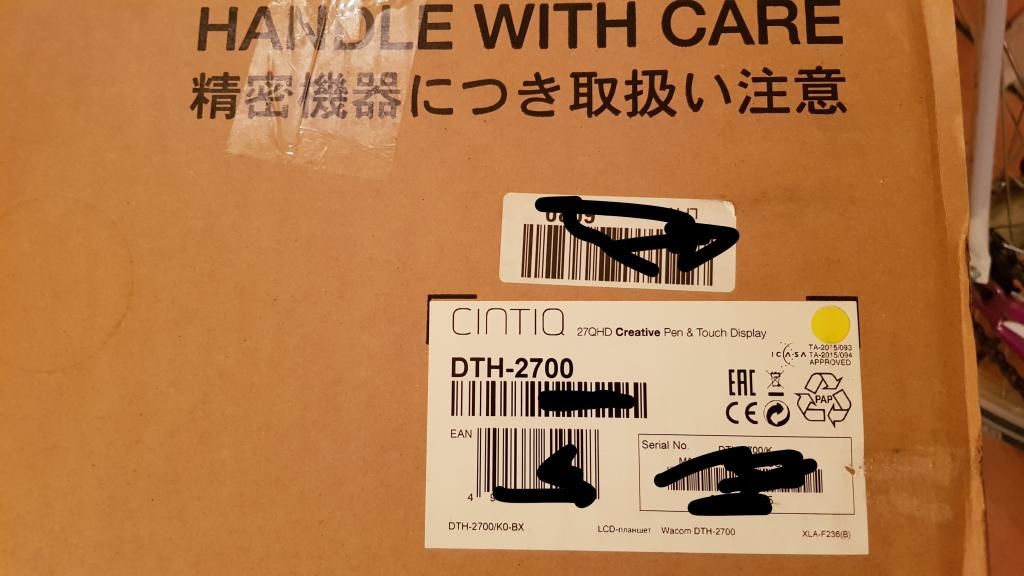 HANDLE WITH CARE
精密機器につき取扱い注意
CINTIQ 27QHD Creative Pen & Touch Display
ICASA TA-2015/093
TA-2015/094
APPROVED
DTH-2700
EAC
CE
PAP
EAN
Serial No.
4
DTH-2700/K0-BX LCD-планшет Wacom DTH-2700 XLA-F236(B)